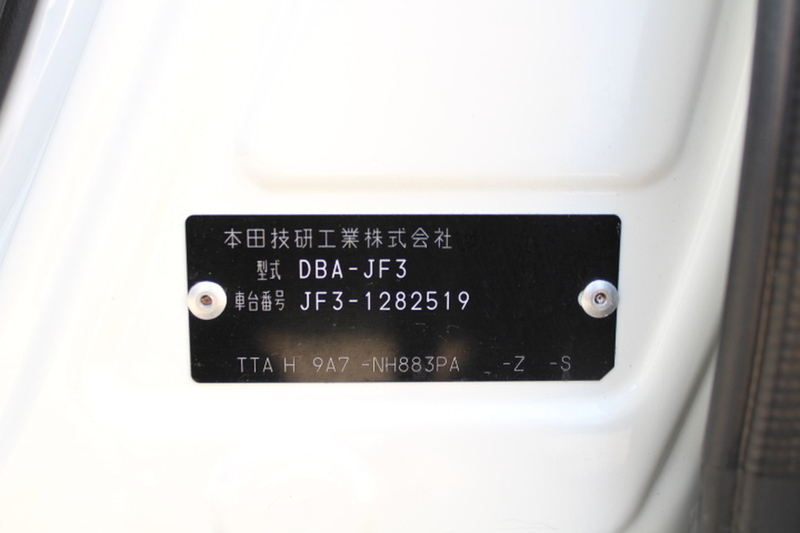 本田技研工業株式会社
型式 DBA-JF3
車台番号 JF3-1282519
TTA H 9A7 -NH883PA -Z -S